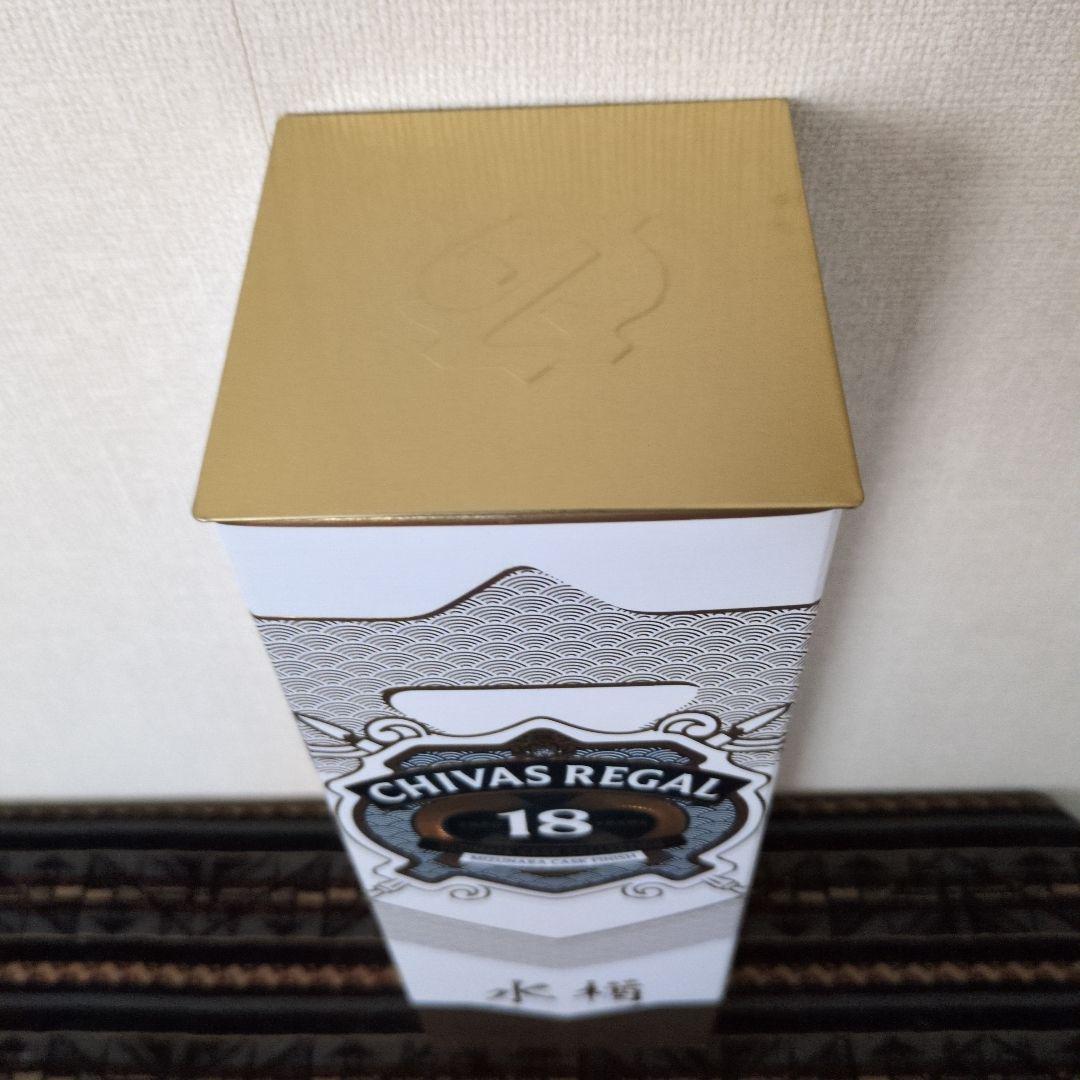 CHIVAS REGAL
18
MIZUNARA CASK FINISH
水楢